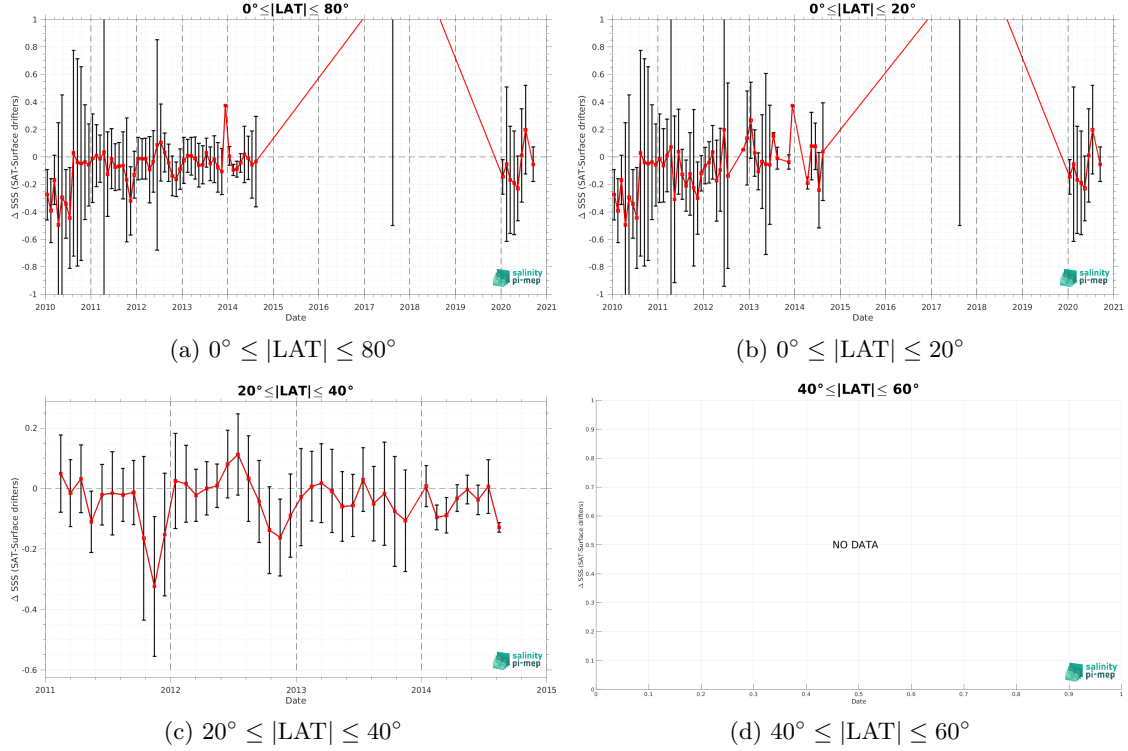 0°≤|LAT|≤ 80°
1
0.8
0.6
0.4
0.2
0
-0.2
-0.4
-0.6
-0.8
-1
Δ SSS (SAT-Surface drifters)
2010 2011 2012 2013 2014 2015 2016 2017 2018 2019 2020 2021
Date
salinity
pi-mep
(a) 0° ≤ |LAT| ≤ 80°
0°≤|LAT|≤ 20°
1
0.8
0.6
0.4
0.2
0
-0.2
-0.4
-0.6
-0.8
-1
Δ SSS (SAT-Surface drifters)
2010 2011 2012 2013 2014 2015 2016 2017 2018 2019 2020 2021
Date
salinity
pi-mep
(b) 0° ≤ |LAT| ≤ 20°
20°≤|LAT|≤ 40°
0.2
0
-0.2
-0.4
-0.6
Δ SSS (SAT-Surface drifters)
2011 2012 2013 2014 2015
Date
salinity
pi-mep
(c) 20° ≤ |LAT| ≤ 40°
40°≤|LAT|≤ 60°
1
0.9
0.8
0.7
0.6
0.5
0.4
0.3
0.2
0.1
0
Δ SSS (SAT-Surface drifters)
NO DATA
0 0.1 0.2 0.3 0.4 0.5 0.6 0.7 0.8 0.9 1
Date
salinity
pi-mep
(d) 40° ≤ |LAT| ≤ 60°